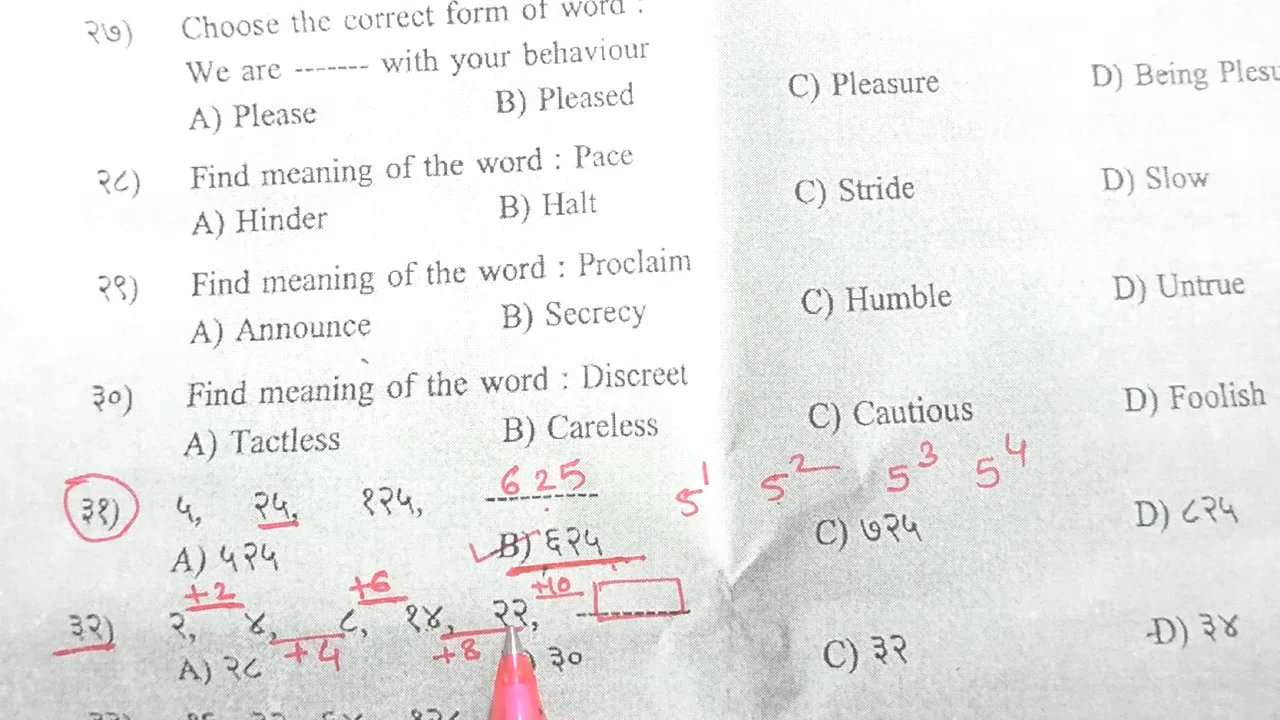 २७) Choose the correct form of word :
We are ------- with your behaviour
A) Please B) Pleased C) Pleasure D) Being Plesu
२८) Find meaning of the word : Pace
A) Hinder B) Halt C) Stride D) Slow
२९) Find meaning of the word : Proclaim
A) Announce B) Secrecy C) Humble D) Untrue
३०) Find meaning of the word : Discreet
A) Tactless B) Careless C) Cautious D) Foolish
625 5¹ 5² 5³ 5⁴
३१) ५, २५, १२५, ----------
A) ५२५ B) ६२५ C) ७२५ D) ८२५
+2 +6 +10
३२) २, ४, ८, १४, २२, ----------
+4 +8
A) २८ ) ३० C) ३२ D) ३४